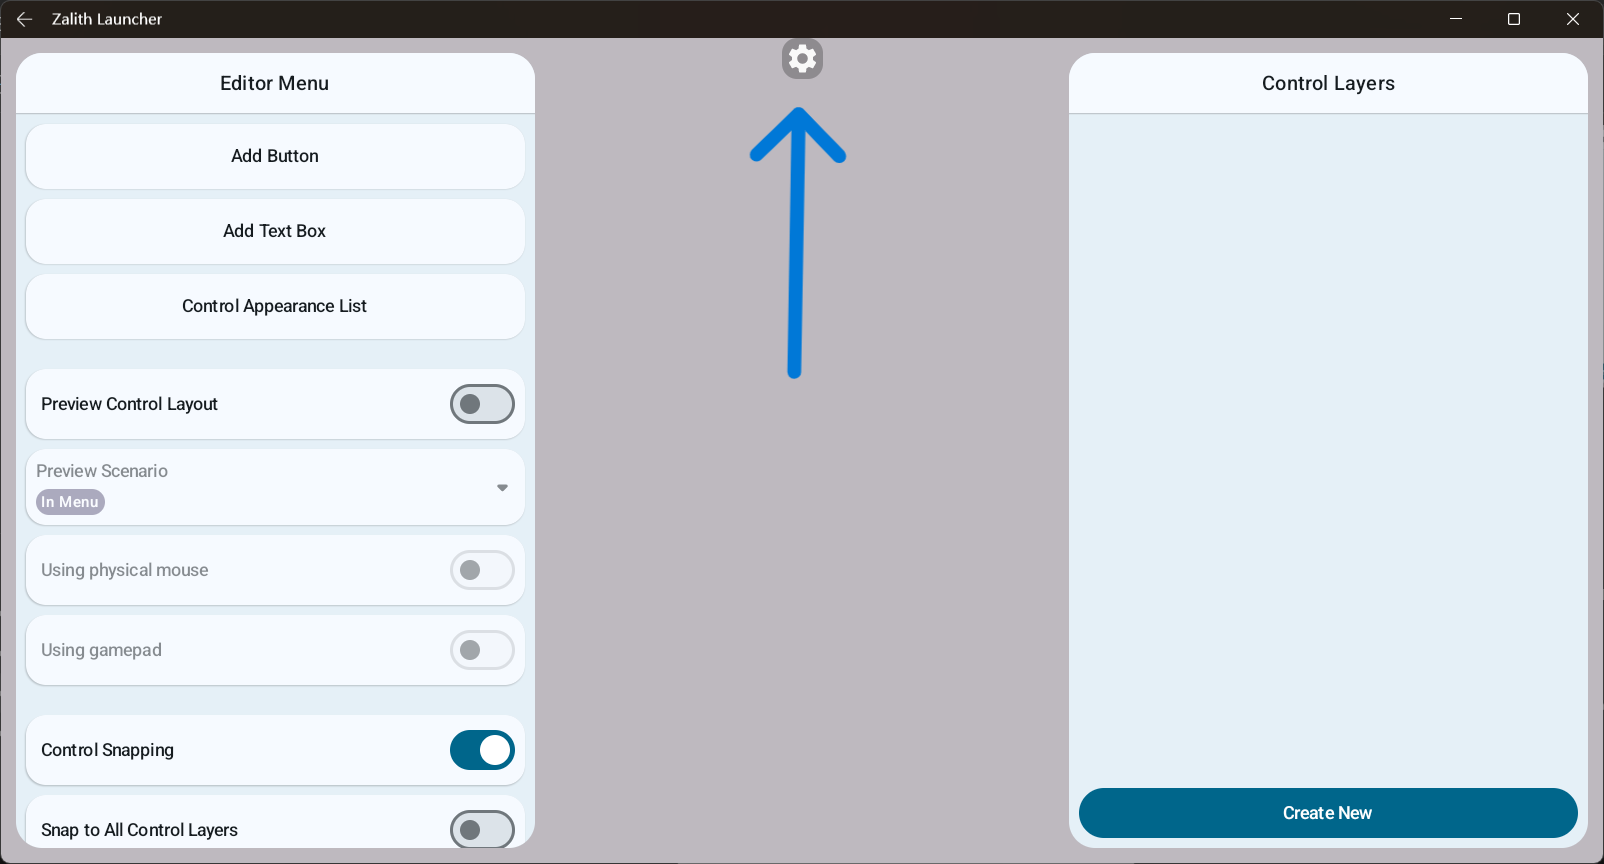 Zalith Launcher
Editor Menu
Add Button
Add Text Box
Control Appearance List
Preview Control Layout
Preview Scenario
In Menu
Using physical mouse
Using gamepad
Control Snapping
Snap to All Control Layers
Control Layers
Create New